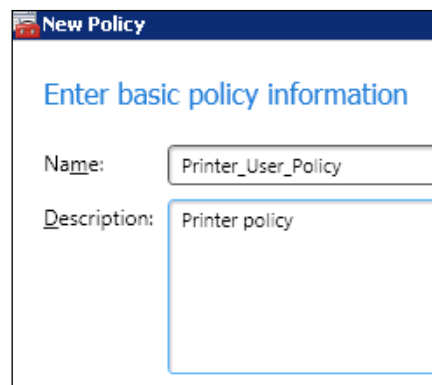 New Policy
Enter basic policy information
Name: Printer_User_Policy
Description: Printer policy